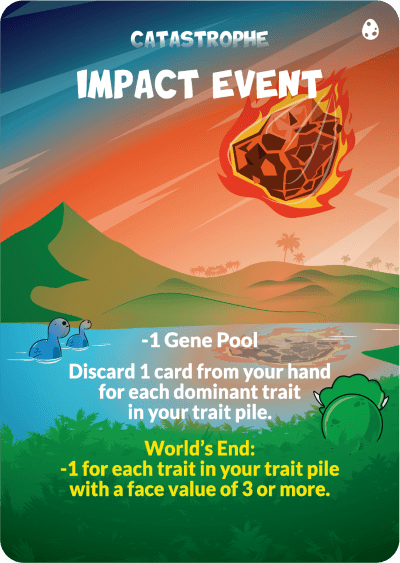 CATASTROPHE
IMPACT EVENT
-1 Gene Pool
Discard 1 card from your hand
for each dominant trait
in your trait pile.
World's End:
-1 for each trait in your trait pile
with a face value of 3 or more.